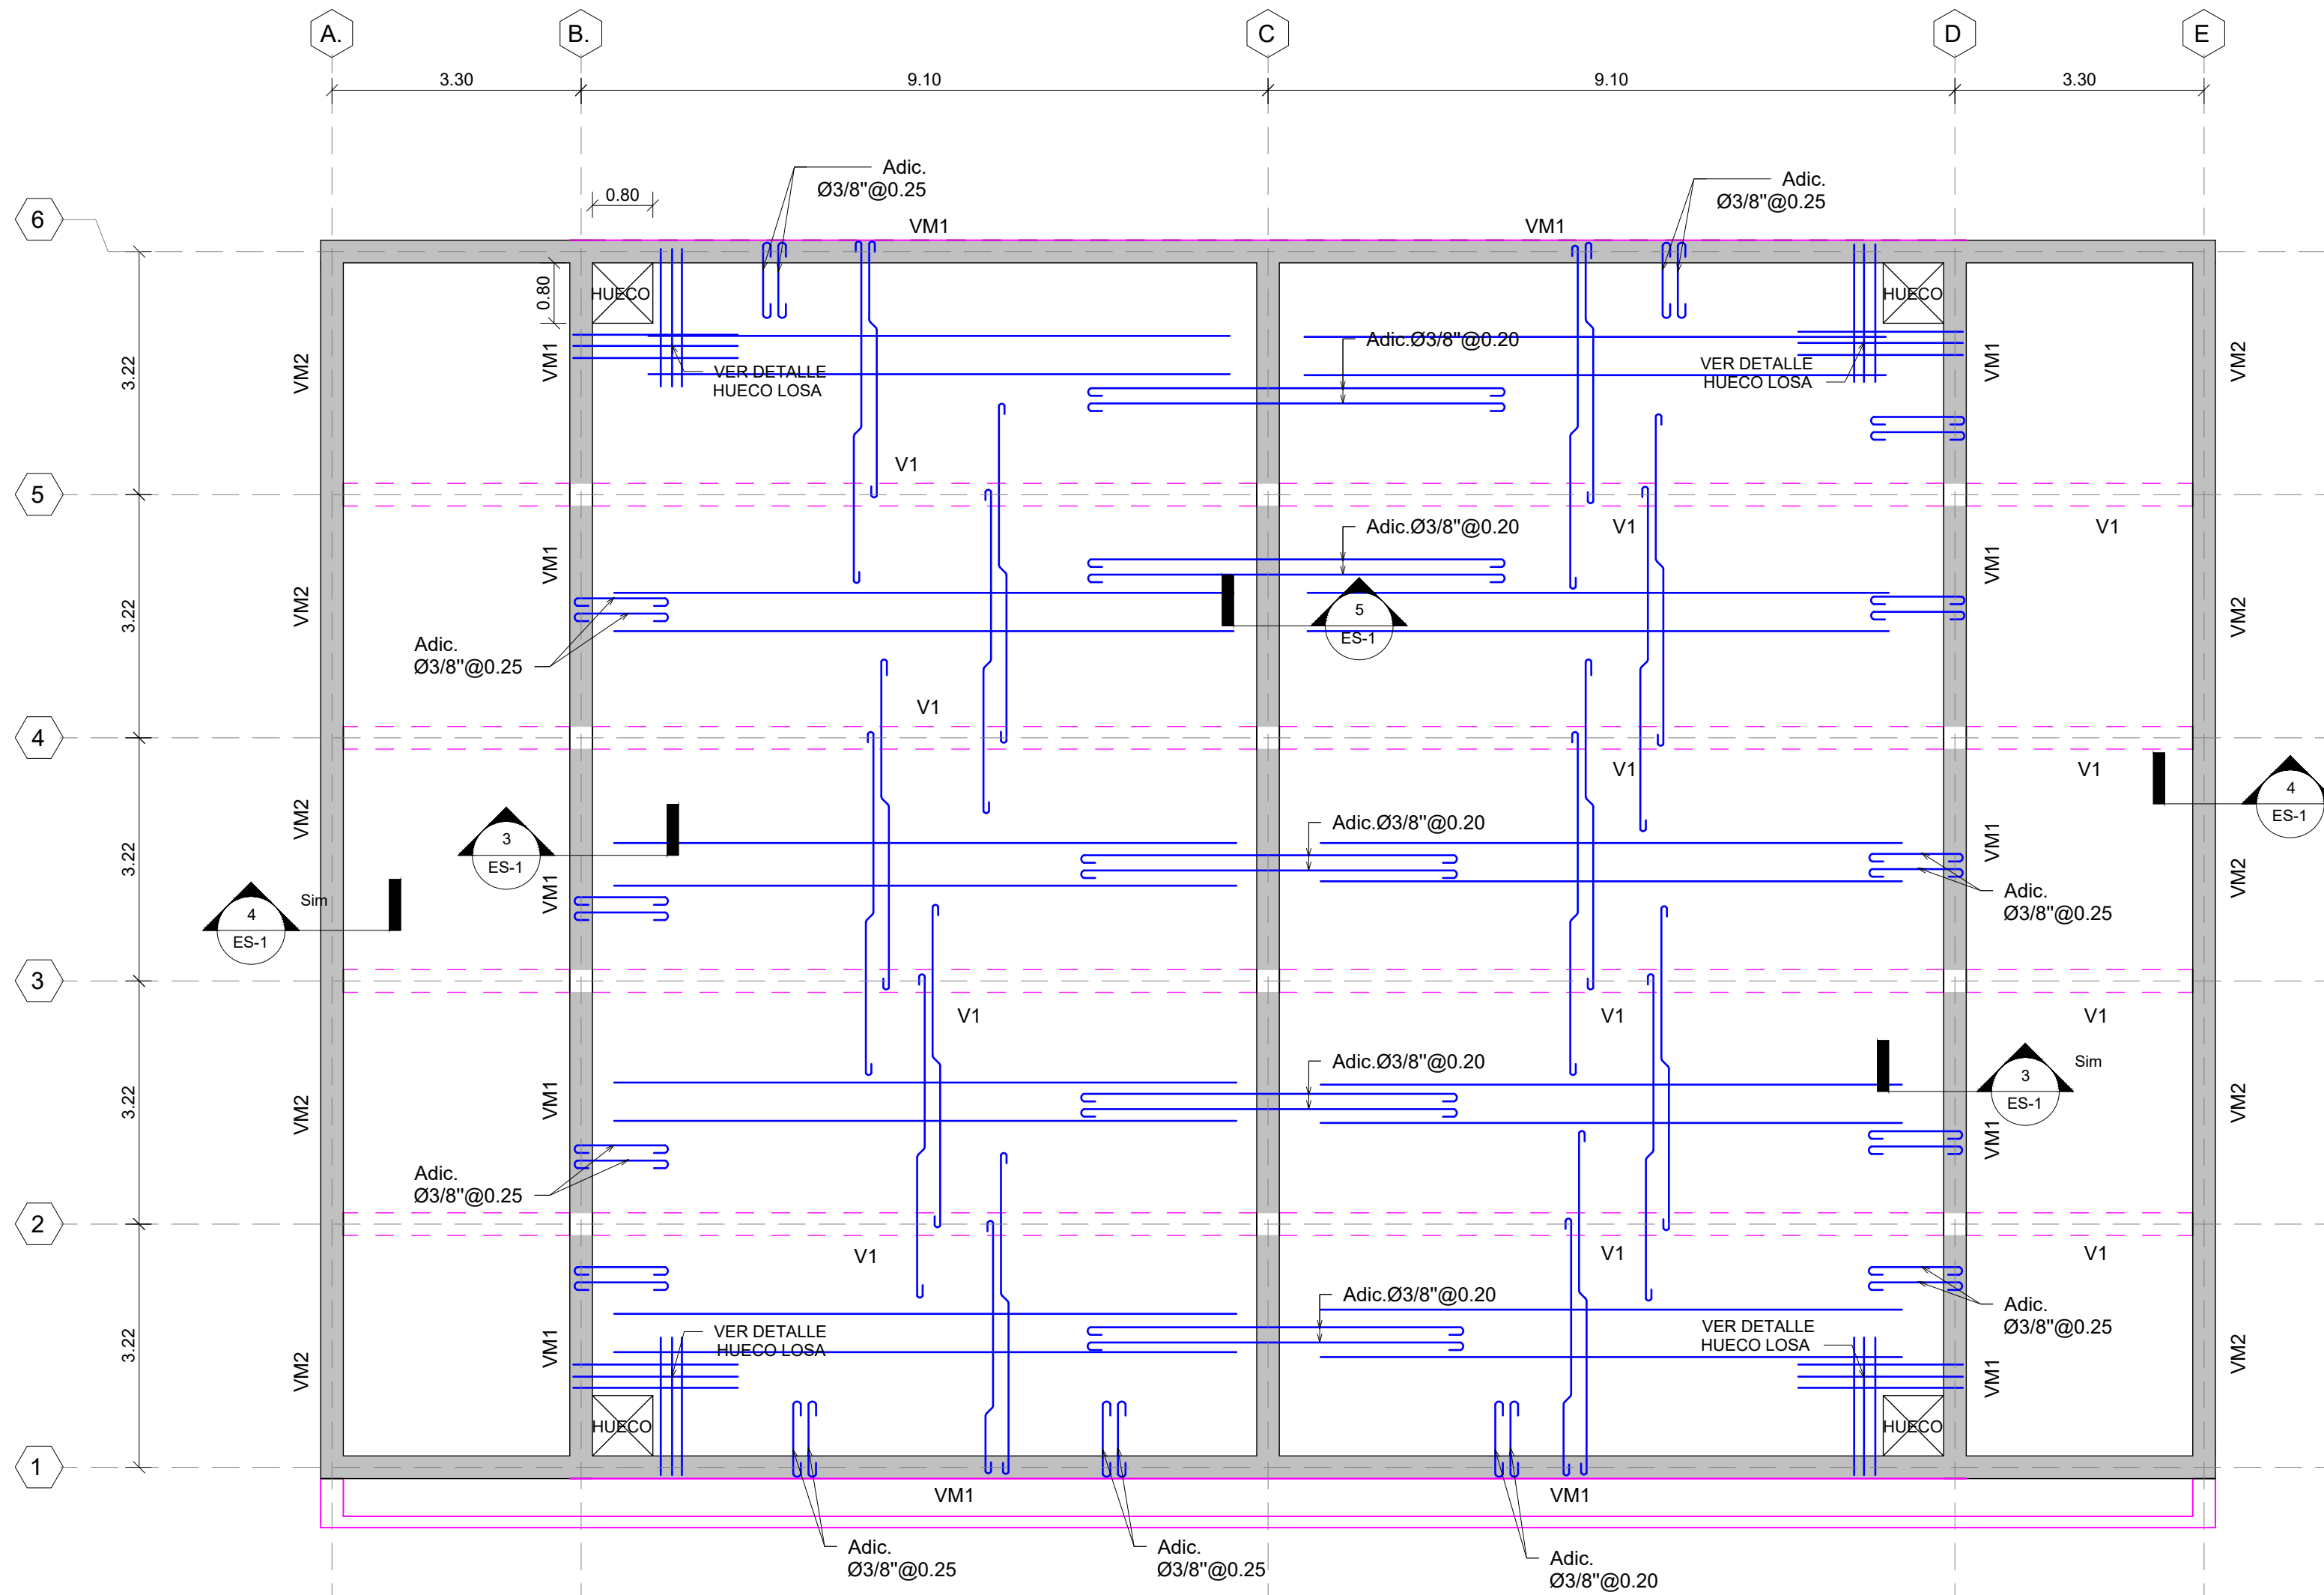 A.
B.
C
D
E
3.30
9.10
9.10
3.30
Adic.
Ø3/8"@0.25
Adic.
Ø3/8"@0.25
0.80
6
VM1
VM1
0.80
HUECO
HUECO
3.22
VM2
VM1
VER DETALLE
HUECO LOSA
Adic.Ø3/8"@0.20
VER DETALLE
HUECO LOSA
VM1
VM2
V1
5
Adic.Ø3/8"@0.20
V1
V1
3.22
VM2
VM1
VM1
VM2
5
ES-1
Adic.
Ø3/8"@0.25
V1
4
V1
V1
4
ES-1
VM2
Adic.Ø3/8"@0.20
VM1
3.22
3
ES-1
VM1
VM2
Sim
4
ES-1
Adic.
Ø3/8"@0.25
3
V1
V1
V1
Adic.Ø3/8"@0.20
Sim
3
ES-1
3.22
VM2
VM1
VM1
VM2
Adic.
Ø3/8"@0.25
2
V1
V1
V1
Adic.Ø3/8"@0.20
Adic.
Ø3/8"@0.25
3.22
VM2
VM1
VER DETALLE
HUECO LOSA
VER DETALLE
HUECO LOSA
VM1
VM2
HUECO
HUECO
1
VM1
VM1
Adic.
Ø3/8"@0.25
Adic.
Ø3/8"@0.25
Adic.
Ø3/8"@0.20